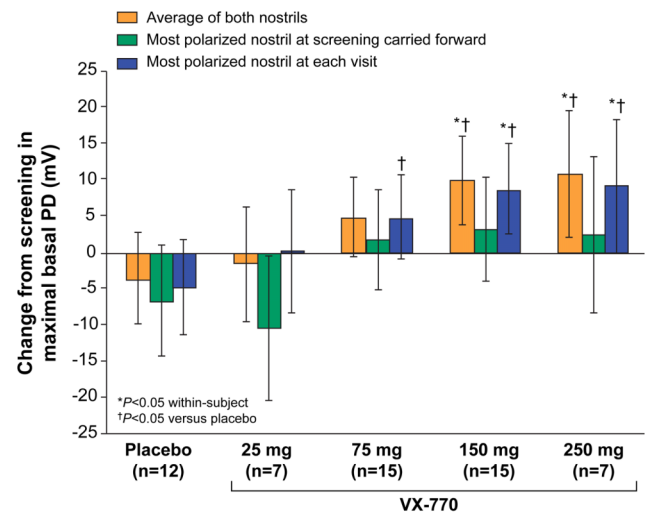 Average of both nostrils
Most polarized nostril at screening carried forward
Most polarized nostril at each visit
Change from screening in
maximal basal PD (mV)
25
20
15
10
5
0
-5
-10
-15
-20
-25
†
*†
*†
*†
*†
*P<0.05 within-subject
†P<0.05 versus placebo
Placebo
(n=12)
25 mg
(n=7)
75 mg
(n=15)
150 mg
(n=15)
250 mg
(n=7)
VX-770